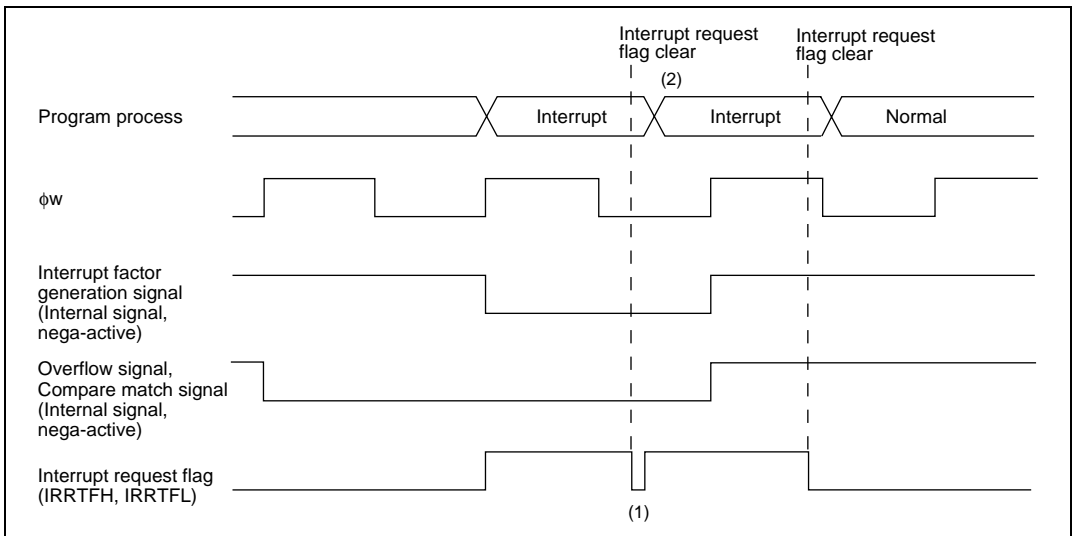 Interrupt request
flag clear
Interrupt request
flag clear
(2)
Program process
Interrupt
Interrupt
Normal
φw
Interrupt factor
generation signal
(Internal signal,
nega-active)
Overflow signal,
Compare match signal
(Internal signal,
nega-active)
Interrupt request flag
(IRRTFH, IRRTFL)
(1)